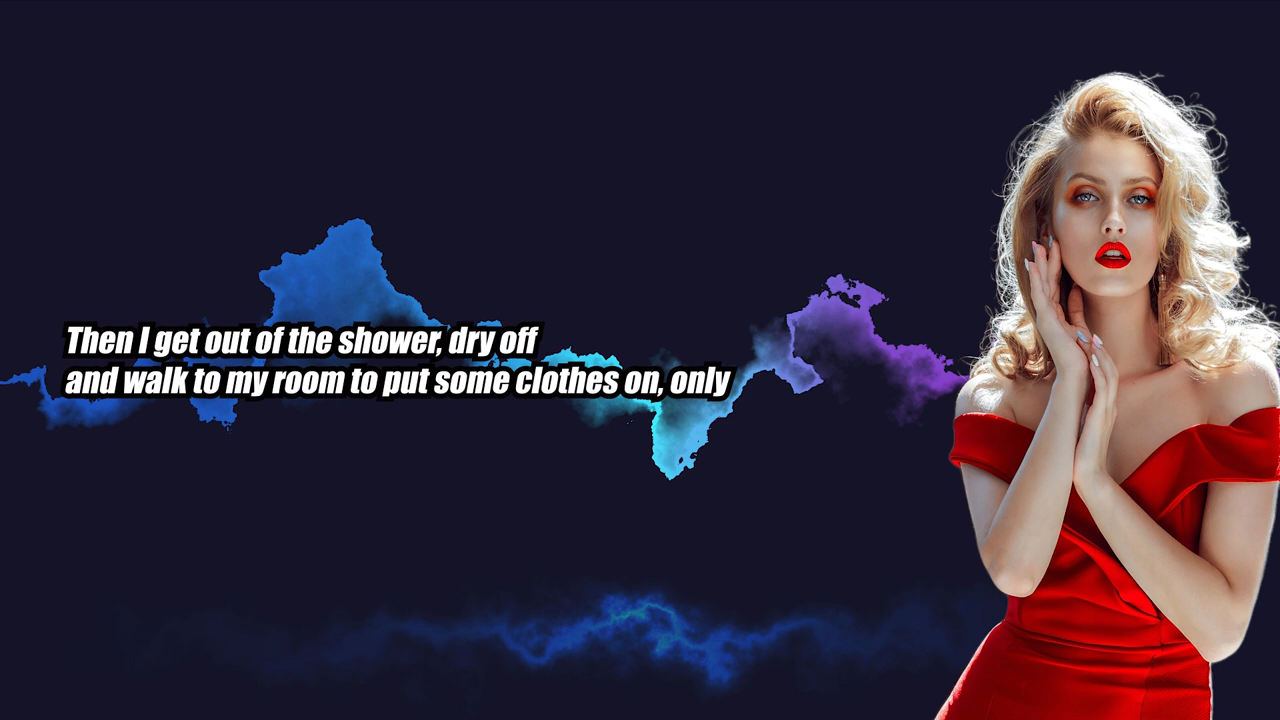 Then I get out of the shower, dry off
and walk to my room to put some clothes on, only